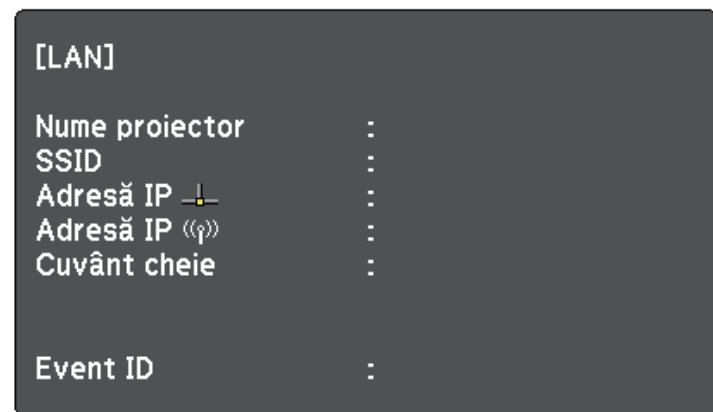 [LAN]
Nume proiector :
SSID :
Adresă IP :
Adresă IP :
Cuvânt cheie :
Event ID :